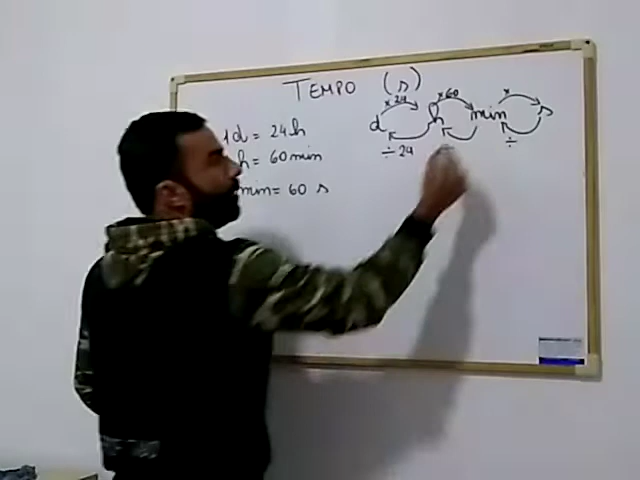 TEMPO (s)
1d = 24h
h = 60min
min = 60 s
×24 ×60 ×
d h min s
÷24 ÷ ÷